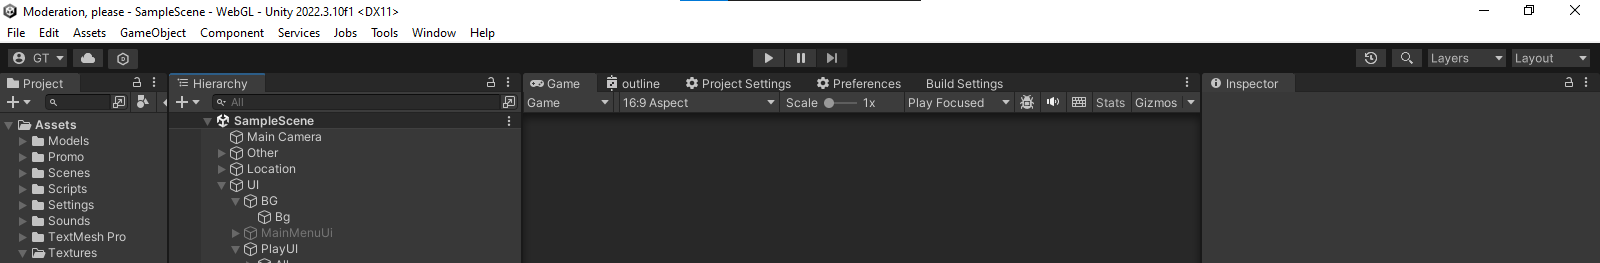 Moderation, please - SampleScene - WebGL - Unity 2022.3.10f1 <DX11>
File Edit Assets GameObject Component Services Jobs Tools Window Help
GT Layers Layout
Project Hierarchy Game outline Project Settings Preferences Build Settings Inspector
All Game 16:9 Aspect Scale 1x Play Focused Stats Gizmos
Assets SampleScene
Models Main Camera
Promo Other
Scenes Location
Scripts UI
Settings BG
Sounds Bg
TextMesh Pro MainMenuUi
Textures PlayUI